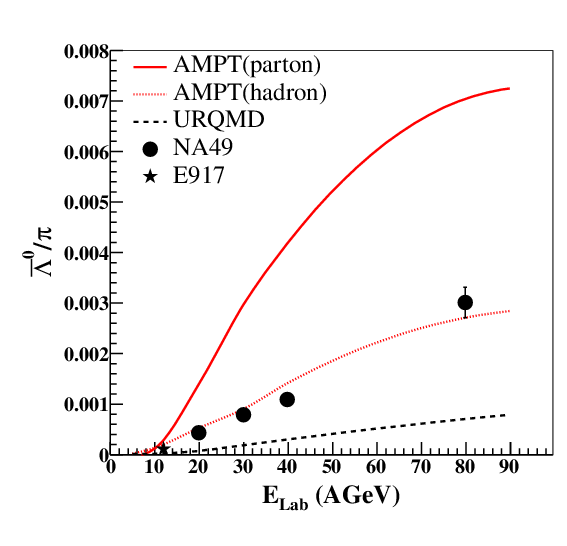 0.008
0.007
0.006
0.005
0.004
0.003
0.002
0.001
0
AMPT(parton)
AMPT(hadron)
URQMD
NA49
E917
Λ̅⁰/π
0 10 20 30 40 50 60 70 80 90
E_Lab (AGeV)